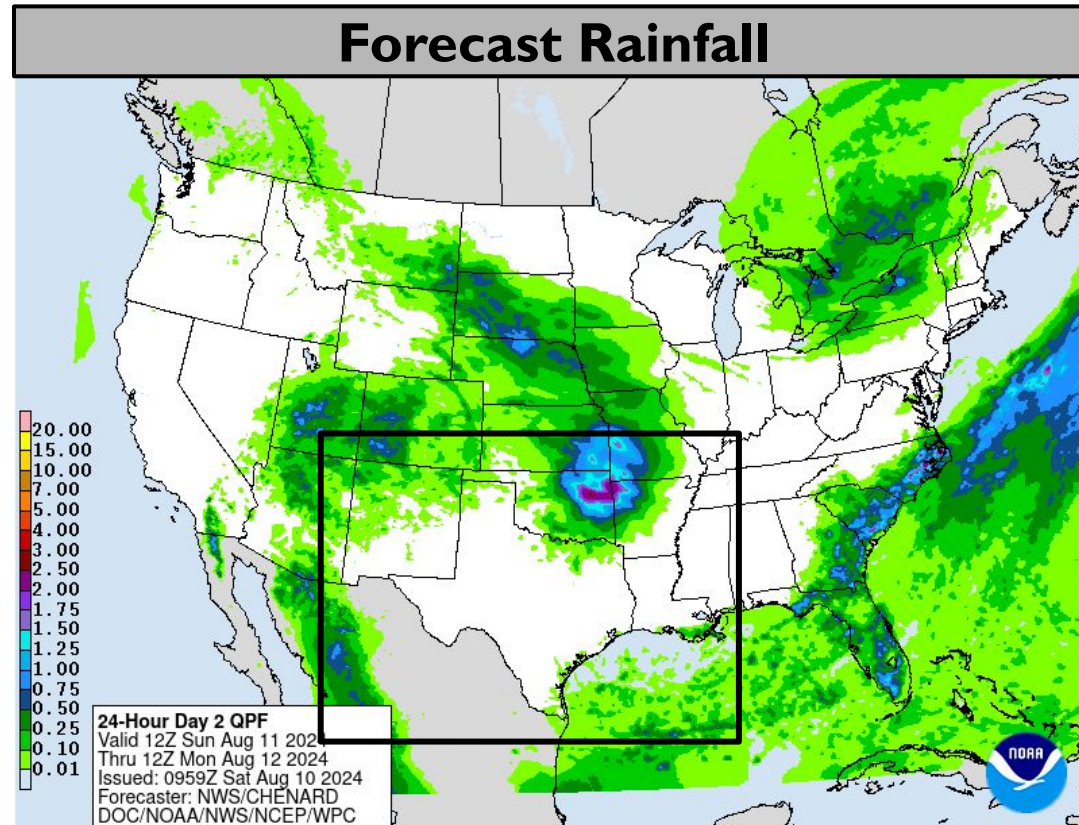 Forecast Rainfall
20.00
15.00
10.00
7.00
5.00
4.00
3.00
2.50
2.00
1.75
1.50
1.25
1.00
0.75
0.50
0.25
0.10
0.01
24-Hour Day 2 QPF
Valid 12Z Sun Aug 11 2024
Thru 12Z Mon Aug 12 2024
Issued: 0959Z Sat Aug 10 2024
Forecaster: NWS/CHENARD
DOC/NOAA/NWS/NCEP/WPC
NOAA